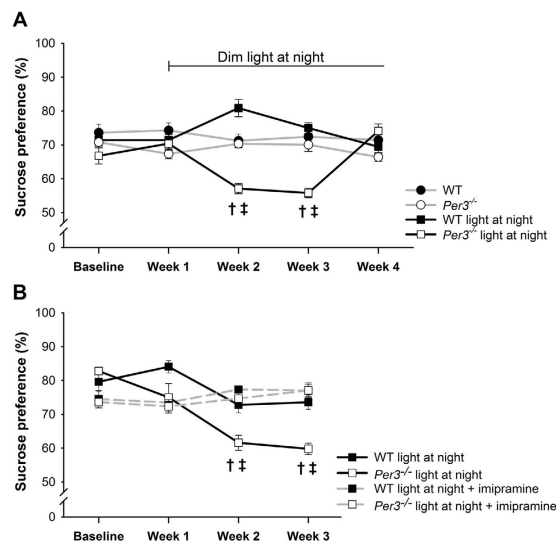 A
Dim light at night
Sucrose preference (%)
100
90
80
70
60
50
0
† ‡
† ‡
WT
Per3-/-
WT light at night
Per3-/- light at night
Baseline
Week 1
Week 2
Week 3
Week 4
B
Sucrose preference (%)
100
90
80
70
60
50
0
† ‡
† ‡
WT light at night
Per3-/- light at night
WT light at night + imipramine
Per3-/- light at night + imipramine
Baseline
Week 1
Week 2
Week 3